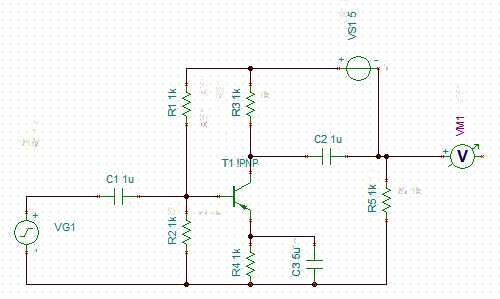 VS1 5
+
-
R1 1k
R3 1k
VM1
C2 1u
+
V
T1 !PNP
C1 1u
R5 1k
+
VG1
-
R2 1k
R4 1k
C3 5u